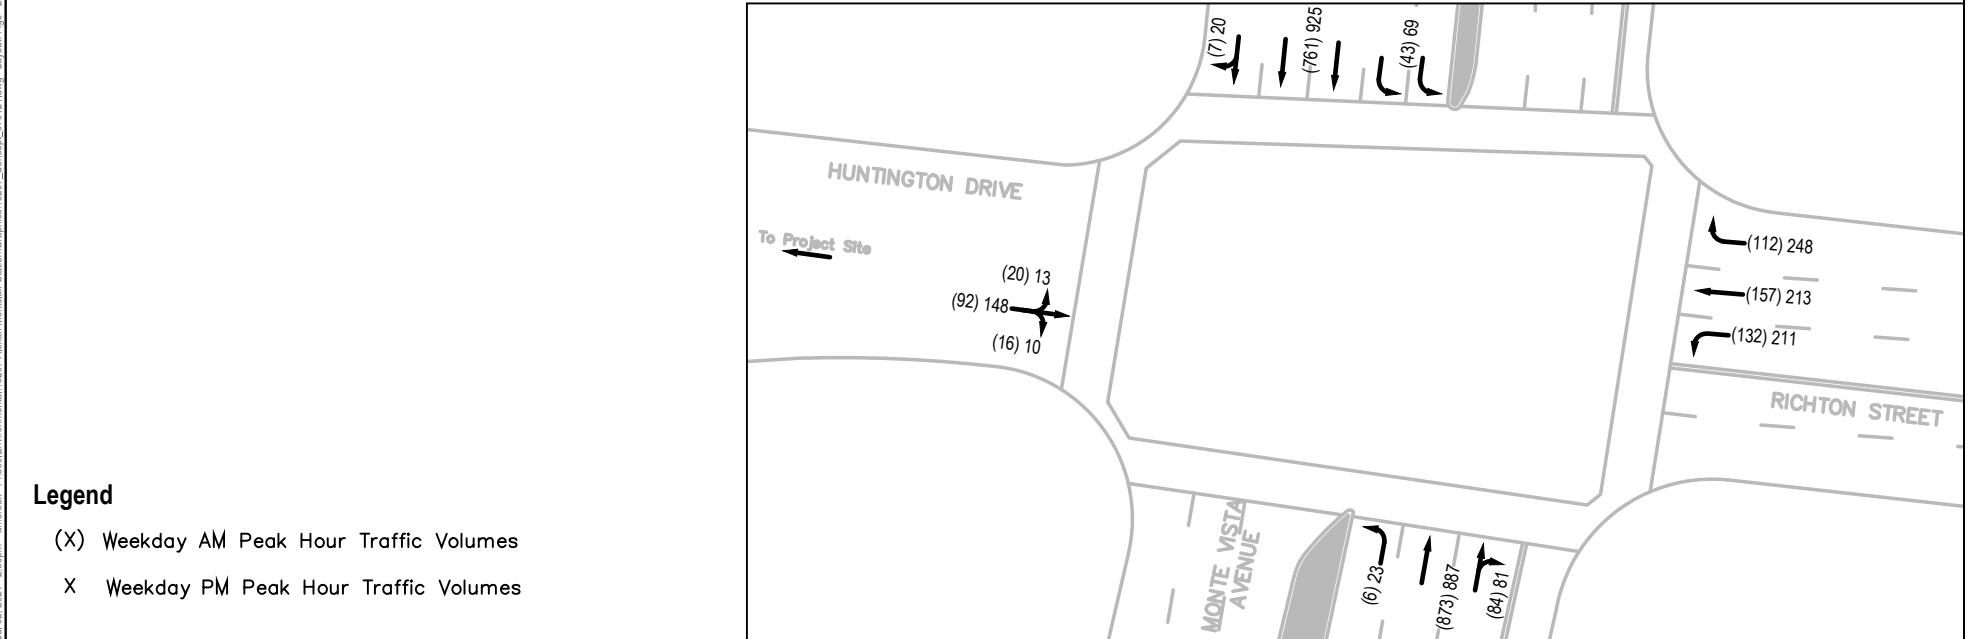 (7) 20
(761) 925
(43) 69
HUNTINGTON DRIVE
To Project Site
(20) 13
(92) 148
(16) 10
(112) 248
(157) 213
(132) 211
RICHTON STREET
MONTE VISTA
AVENUE
(6) 23
(873) 887
(84) 81
Legend
(X) Weekday AM Peak Hour Traffic Volumes
X Weekday PM Peak Hour Traffic Volumes